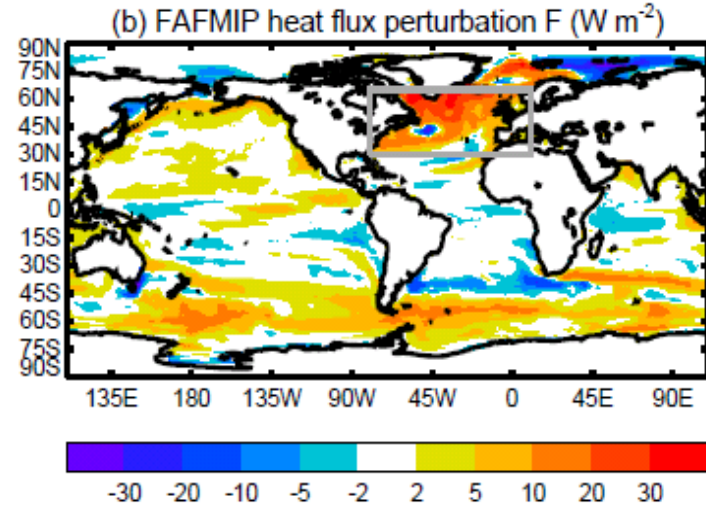 (b) FAFMIP heat flux perturbation F (W m⁻²)
90N
75N
60N
45N
30N
15N
0
15S
30S
45S
60S
75S
90S
135E 180 135W 90W 45W 0 45E 90E
-30 -20 -10 -5 -2 2 5 10 20 30